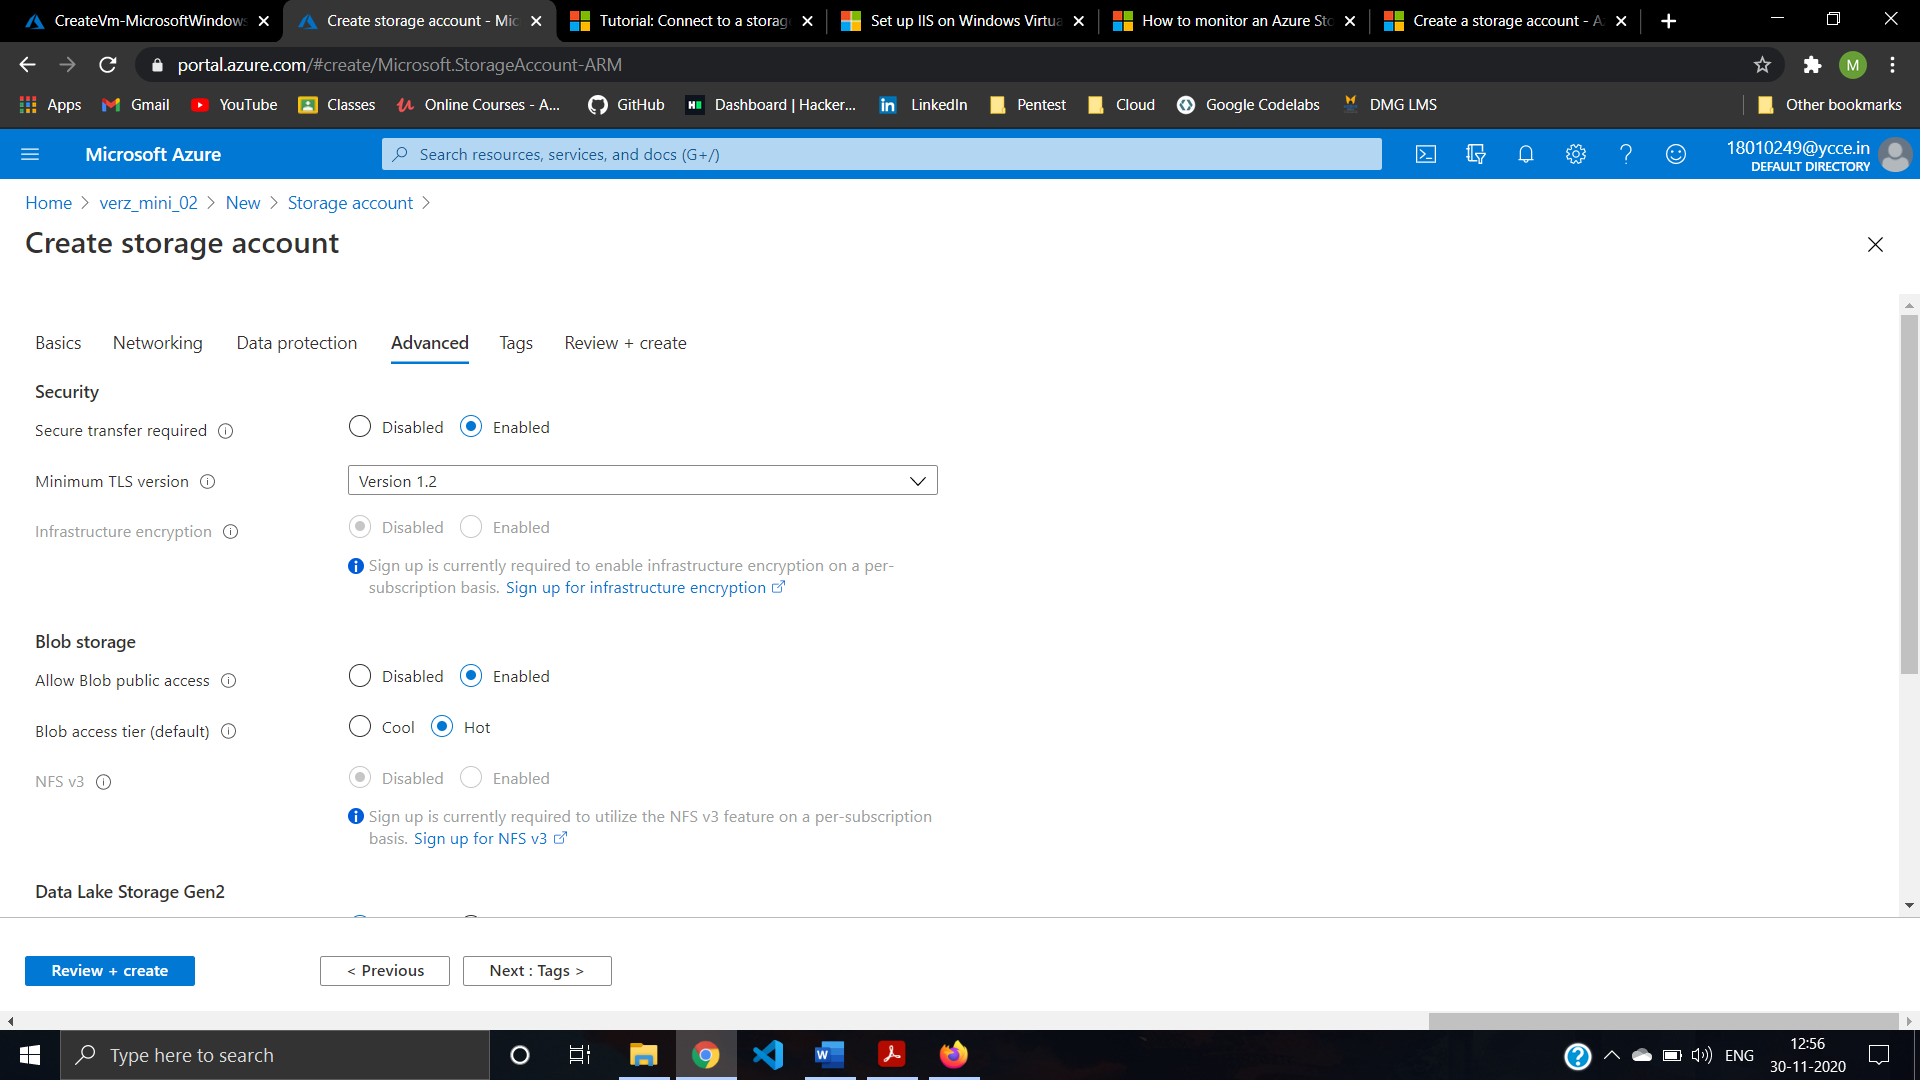 CreateVm-MicrosoftWindows
Create storage account - Mic
Tutorial: Connect to a storage
Set up IIS on Windows Virtua
How to monitor an Azure Sto
Create a storage account - A
portal.azure.com/#create/Microsoft.StorageAccount-ARM
M
Apps
Gmail
YouTube
Classes
Online Courses - A...
GitHub
Dashboard | Hacker...
LinkedIn
Pentest
Cloud
Google Codelabs
DMG LMS
Other bookmarks
Microsoft Azure
Search resources, services, and docs (G+/)
18010249@ycce.in
DEFAULT DIRECTORY
Home > verz_mini_02 > New > Storage account >
Create storage account
Basics
Networking
Data protection
Advanced
Tags
Review + create
Security
Secure transfer required
Disabled
Enabled
Minimum TLS version
Version 1.2
Infrastructure encryption
Disabled
Enabled
Sign up is currently required to enable infrastructure encryption on a per-
subscription basis. Sign up for infrastructure encryption
Blob storage
Allow Blob public access
Disabled
Enabled
Blob access tier (default)
Cool
Hot
NFS v3
Disabled
Enabled
Sign up is currently required to utilize the NFS v3 feature on a per-subscription
basis. Sign up for NFS v3
Data Lake Storage Gen2
Review + create
< Previous
Next : Tags >
Type here to search
ENG
12:56
30-11-2020